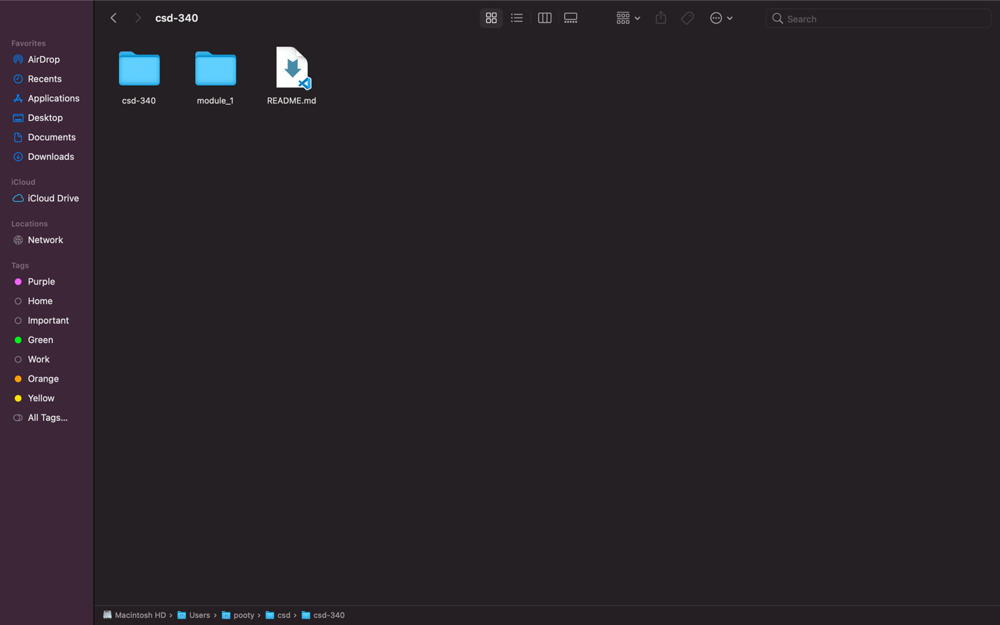 csd-340
Search
Favorites
AirDrop
Recents
Applications
Desktop
Documents
Downloads
iCloud
iCloud Drive
Locations
Network
Tags
Purple
Home
Important
Green
Work
Orange
Yellow
All Tags...
csd-340
module_1
README.md
Macintosh HD › Users › pooty › csd › csd-340